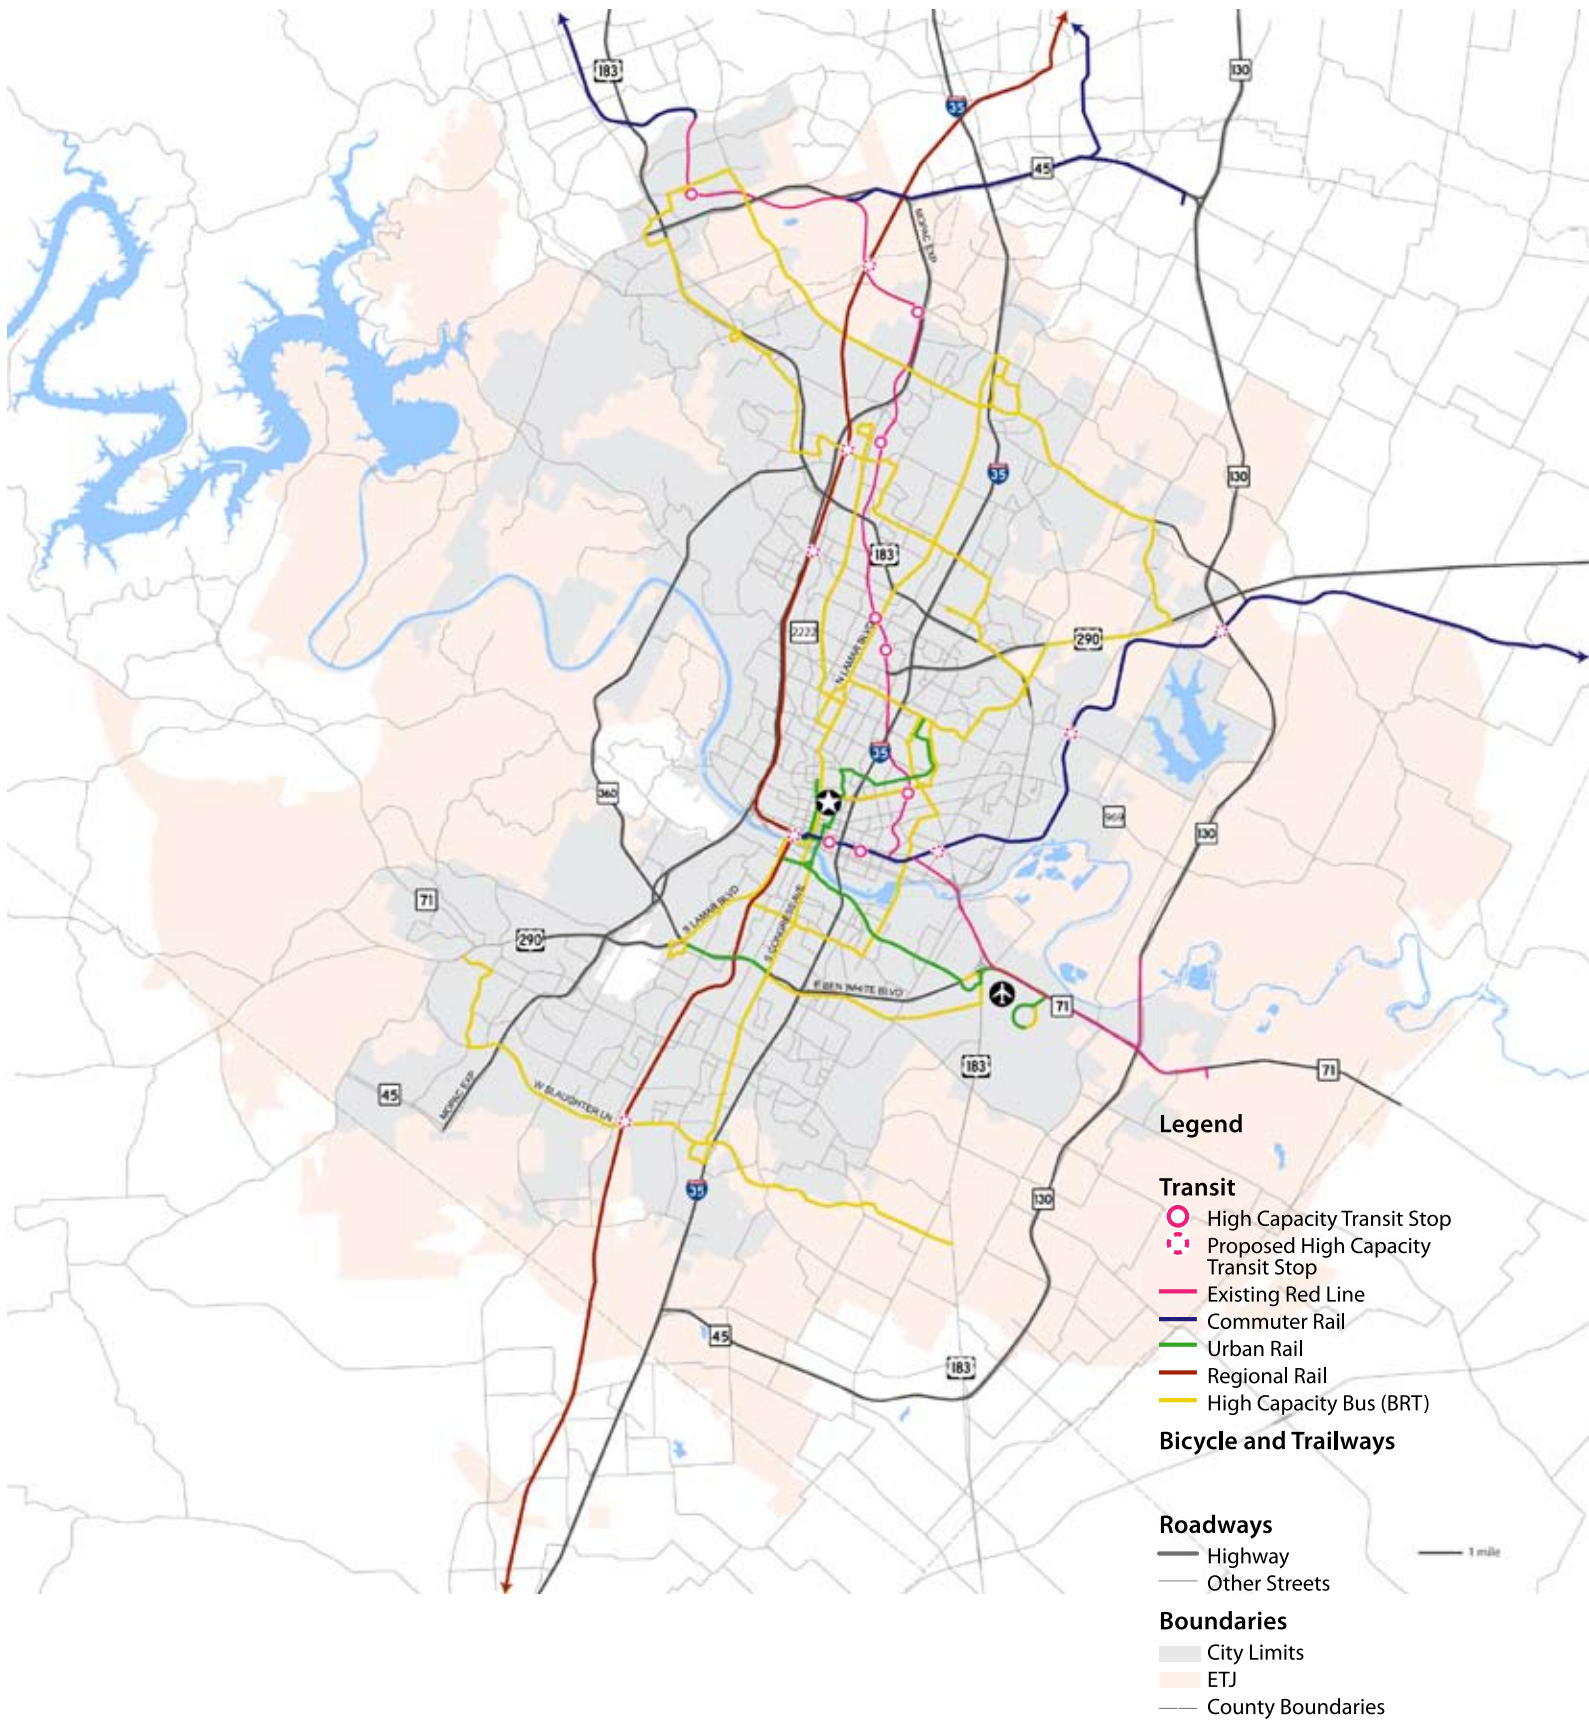 183
35
130
45
MOPAC EXP
35
130
183
2222
N LAMAR BLVD
290
35
360
969
130
71
S LAMAR BLVD
S CONGRESS AVE
290
E BEN WHITE BLVD
71
183
71
45
MOPAC EXP
W SLAUGHTER LN
35
130
45
183
Legend
Transit
High Capacity Transit Stop
Proposed High Capacity
Transit Stop
Existing Red Line
Commuter Rail
Urban Rail
Regional Rail
High Capacity Bus (BRT)
Bicycle and Trailways
Roadways
Highway
1 mile
Other Streets
Boundaries
City Limits
ETJ
County Boundaries